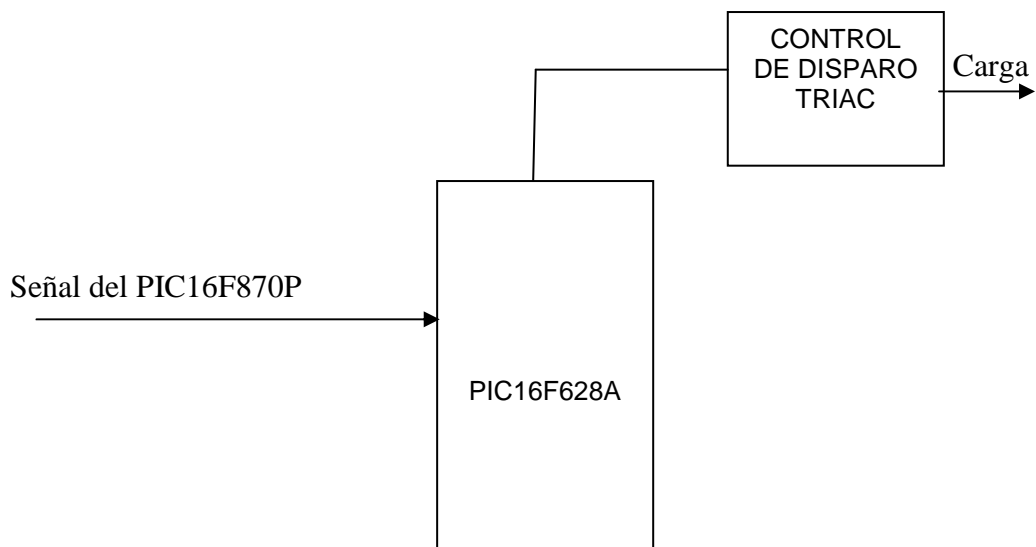 CONTROL
DE DISPARO
TRIAC
Carga
Señal del PIC16F870P
PIC16F628A